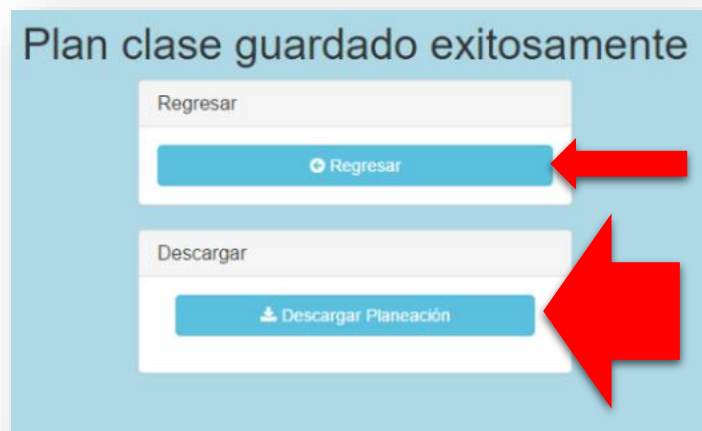 Plan clase guardado exitosamente
Regresar
Regresar
Descargar
Descargar Planeación